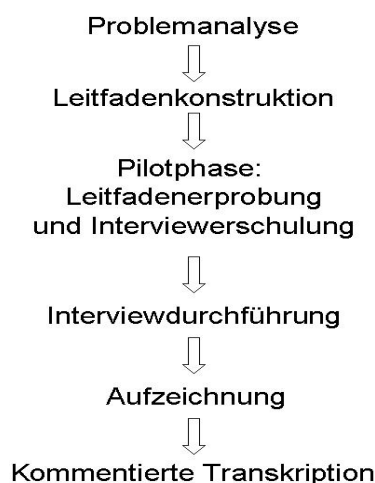 Problemanalyse
Leitfadenkonstruktion
Pilotphase:
Leitfadenerprobung
und Interviewerschulung
Interviewdurchführung
Aufzeichnung
Kommentierte Transkription